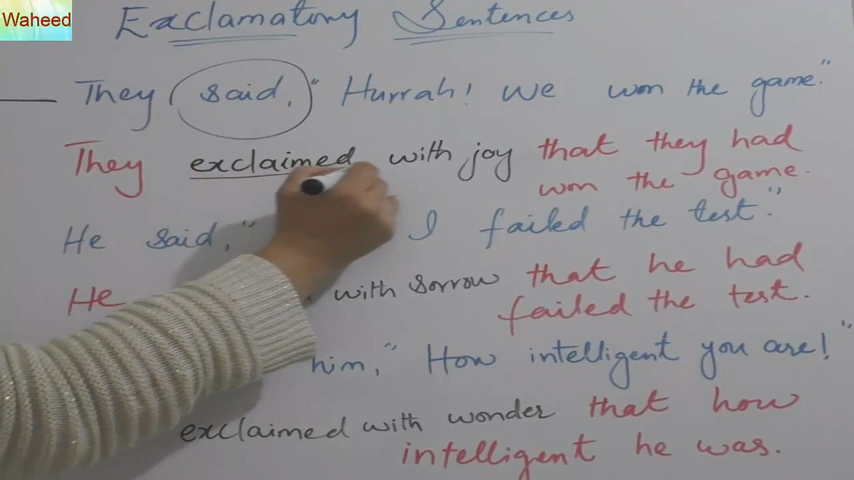 Waheed
Exclamatory Sentences
They said, "Hurrah! We won the game."
They exclaimed with joy that they had
won the game.
He said," I failed the test."
He with sorrow that he had
failed the test.
him," How intelligent you are!"
exclaimed with wonder that how
intelligent he was.